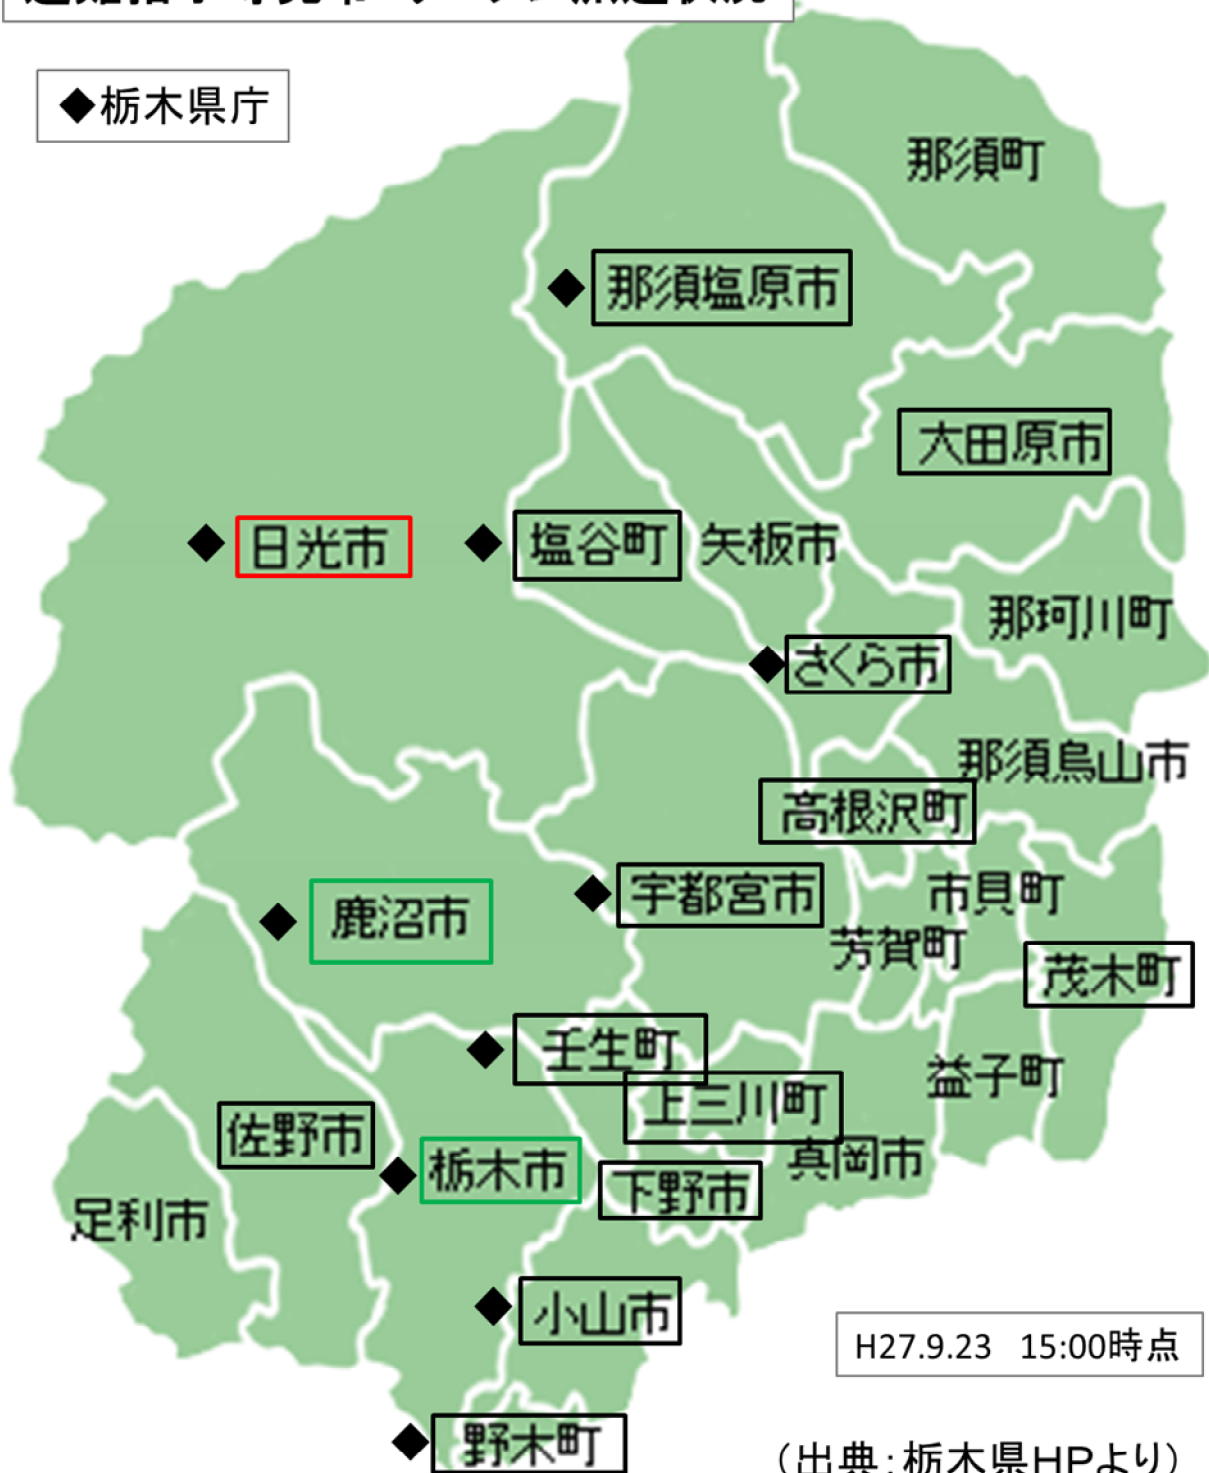 ◆栃木県庁
那須町
◆那須塩原市
大田原市
◆日光市
◆塩谷町
矢板市
那珂川町
◆さくら市
那須烏山市
高根沢町
◆鹿沼市
◆宇都宮市
市貝町
芳賀町
茂木町
◆壬生町
上三川町
益子町
佐野市
◆栃木市
下野市
真岡市
足利市
◆小山市
H27.9.23 15:00時点
◆野木町
(出典:栃木県HPより)